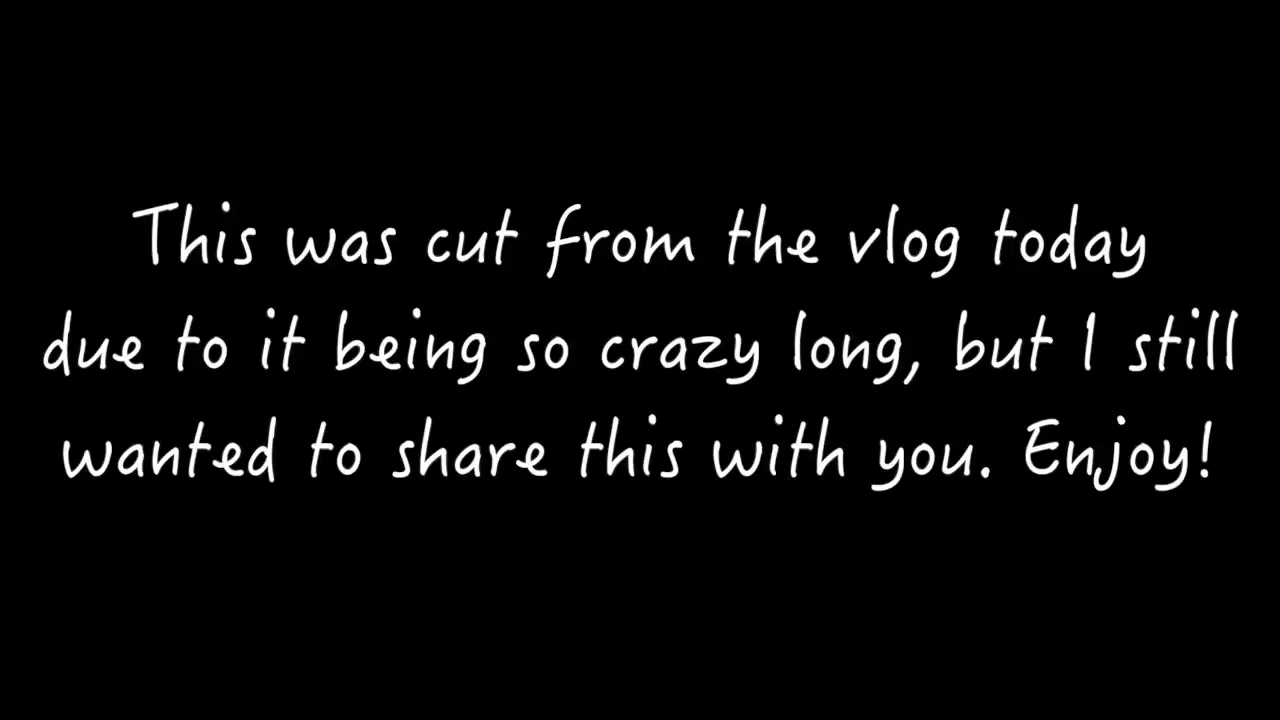 This was cut from the vlog today
due to it being so crazy long, but I still
wanted to share this with you. Enjoy!